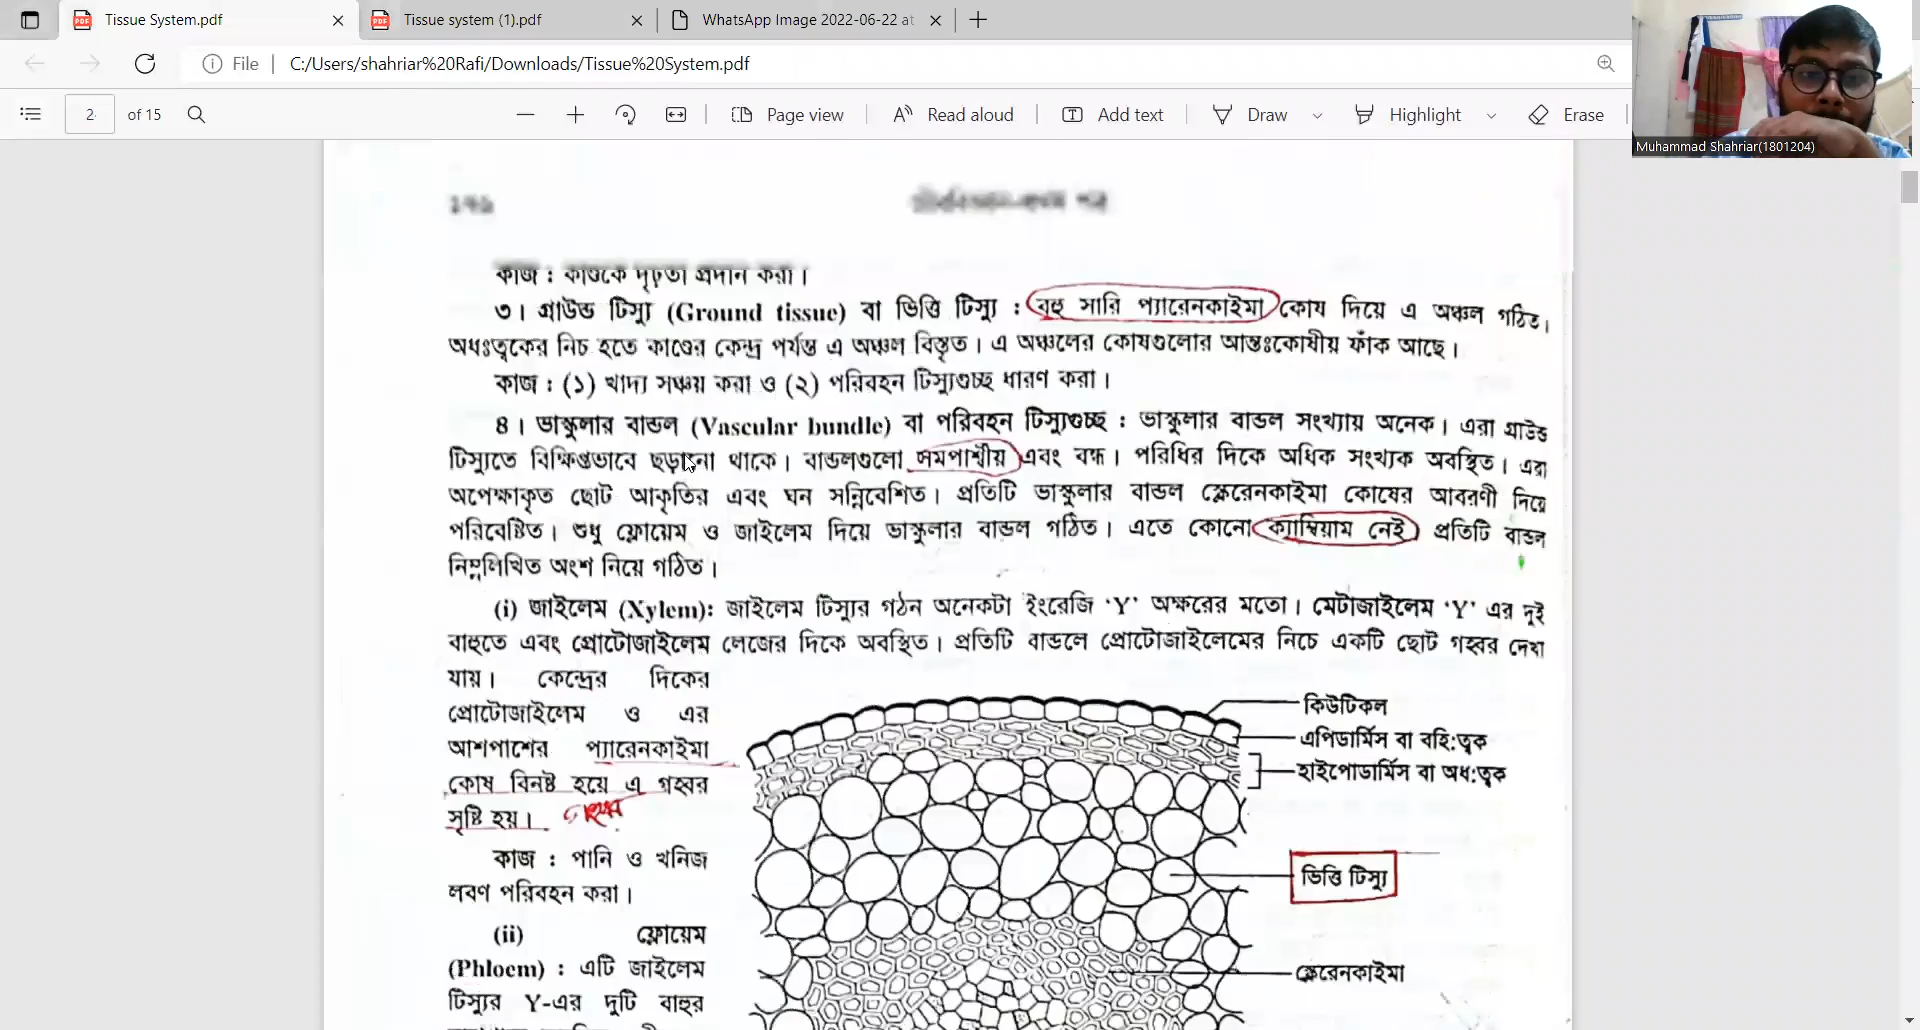 Tissue System.pdf
Tissue system (1).pdf
WhatsApp Image 2022-06-22 at
File
C:/Users/shahriar%20Rafi/Downloads/Tissue%20System.pdf
2 of 15
Page view
Read aloud
Add text
Draw
Highlight
Erase
Muhammad Shahriar(1801204)
১৭৯
কাজ : কাণ্ডকে দৃঢ়তা প্রদান করা।
৩। গ্রাউন্ড টিস্যু (Ground tissue) বা ভিত্তি টিস্যু : বহু সারি প্যারেনকাইমা কোষ দিয়ে এ অঞ্চল গঠিত।
অধঃত্বকের নিচ হতে কাণ্ডের কেন্দ্র পর্যন্ত এ অঞ্চল বিস্তৃত। এ অঞ্চলের কোষগুলোর আন্তঃকোষীয় ফাঁক আছে।
কাজ : (১) খাদ্য সঞ্চয় করা ও (২) পরিবহন টিস্যুগুচ্ছ ধারণ করা।
৪। ভাস্কুলার বান্ডল (Vascular bundle) বা পরিবহন টিস্যুগুচ্ছ : ভাস্কুলার বান্ডল সংখ্যায় অনেক। এরা গ্রাউন্ড
টিস্যুতে বিক্ষিপ্তভাবে ছড়ানো থাকে। বান্ডলগুলো সমপার্শ্বীয় এবং বদ্ধ। পরিধির দিকে অধিক সংখ্যক অবস্থিত। এরা
অপেক্ষাকৃত ছোট আকৃতির এবং ঘন সন্নিবেশিত। প্রতিটি ভাস্কুলার বান্ডল স্ক্লেরেনকাইমা কোষের আবরণী দিয়ে
পরিবেষ্টিত। শুধু ফ্লোয়েম ও জাইলেম দিয়ে ভাস্কুলার বান্ডল গঠিত। এতে কোনো ক্যাম্বিয়াম নেই প্রতিটি বান্ডল
নিম্নলিখিত অংশ নিয়ে গঠিত।
(i) জাইলেম (Xylem): জাইলেম টিস্যুর গঠন অনেকটা ইংরেজি ‘Y’ অক্ষরের মতো। মেটাজাইলেম ‘Y’ এর দুই
বাহুতে এবং প্রোটোজাইলেম লেজের দিকে অবস্থিত। প্রতিটি বান্ডলে প্রোটোজাইলেমের নিচে একটি ছোট গহ্বর দেখা
যায়। কেন্দ্রের দিকের
প্রোটোজাইলেম ও এর
আশপাশের প্যারেনকাইমা
কোষ বিনষ্ট হয়ে এ গহ্বর
সৃষ্টি হয়।
কাজ : পানি ও খনিজ
লবণ পরিবহন করা।
(ii) ফ্লোয়েম
(Phloem) : এটি জাইলেম
টিস্যুর Y-এর দুটি বাহুর
কিউটিকল
এপিডার্মিস বা বহি:ত্বক
হাইপোডার্মিস বা অধ:ত্বক
ভিত্তি টিস্যু
স্ক্লেরেনকাইমা